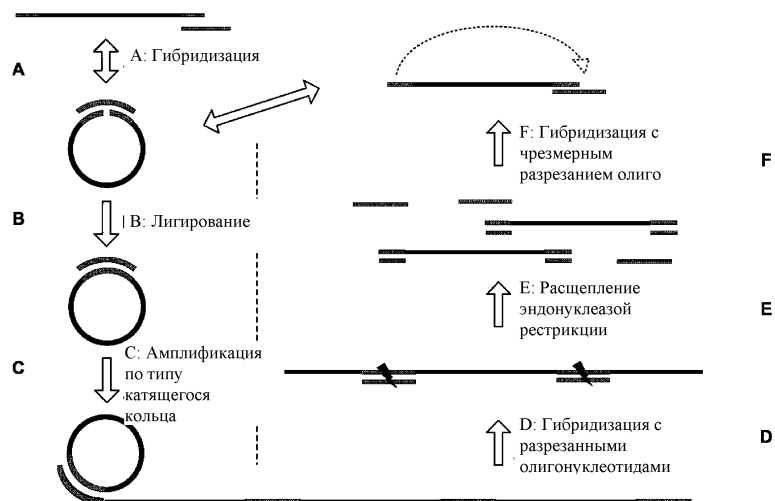 A
A: Гибридизация
B
B: Лигирование
C
C: Амплификация
по типу
катящегося
кольца
F: Гибридизация с
чрезмерным
разрезанием олиго
F
E: Расщепление
эндонуклеазой
рестрикции
E
D: Гибридизация с
разрезанными
олигонуклеотидами
D